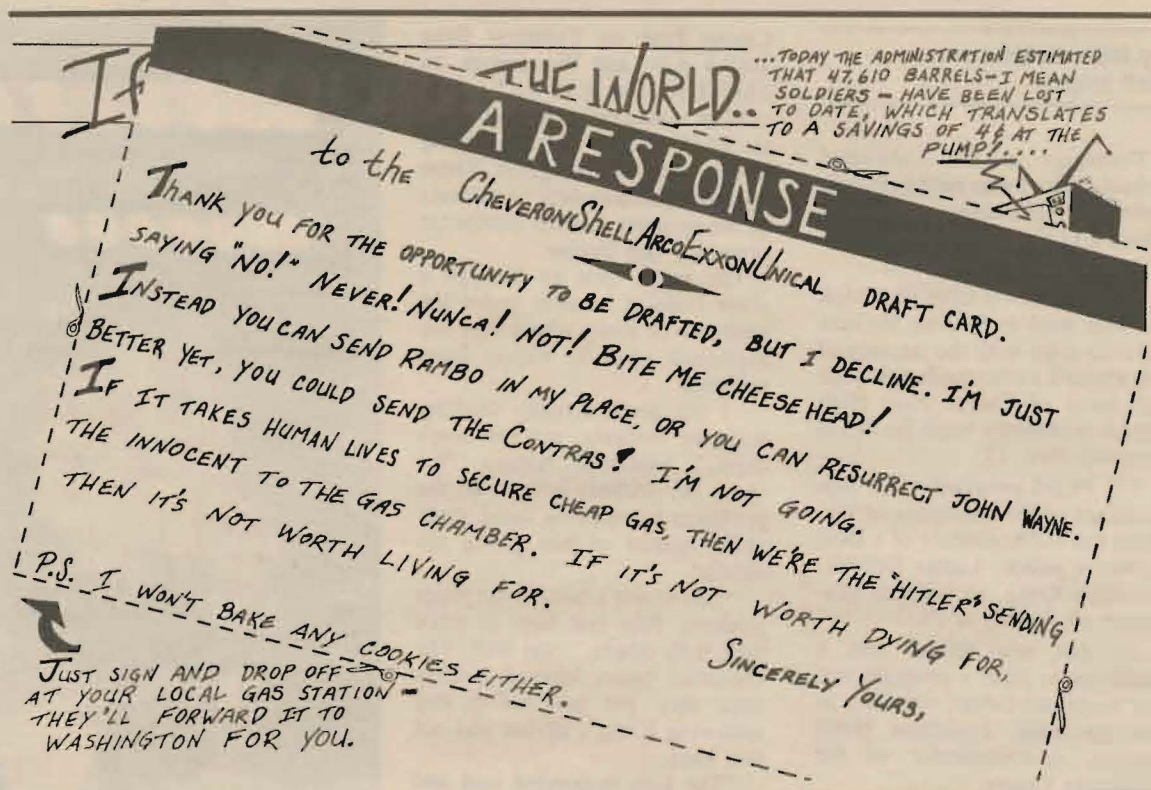 If
THE WORLD..
...TODAY THE ADMINISTRATION ESTIMATED
THAT 47,610 BARRELS-I MEAN
SOLDIERS - HAVE BEEN LOST
TO DATE, WHICH TRANSLATES
TO A SAVINGS OF 4¢ AT THE
PUMP!....
A RESPONSE
to the CHEVERONSHELLARCOEXXONUNICAL DRAFT CARD.
THANK YOU FOR THE OPPORTUNITY TO BE DRAFTED, BUT I DECLINE. I'M JUST
SAYING "NO!" NEVER! NUNCA! NOT! BITE ME CHEESE HEAD!
INSTEAD YOU CAN SEND RAMBO IN MY PLACE, OR YOU CAN RESURRECT JOHN WAYNE.
BETTER YET, YOU COULD SEND THE CONTRAS! I'M NOT GOING.
IF IT TAKES HUMAN LIVES TO SECURE CHEAP GAS, THEN WE'RE THE "HITLER" SENDING
THE INNOCENT TO THE GAS CHAMBER. IF IT'S NOT WORTH DYING FOR,
THEN IT'S NOT WORTH LIVING FOR.
SINCERELY YOURS,
P.S. I WON'T BAKE ANY COOKIES EITHER.
JUST SIGN AND DROP OFF
AT YOUR LOCAL GAS STATION -
THEY'LL FORWARD IT TO
WASHINGTON FOR YOU.